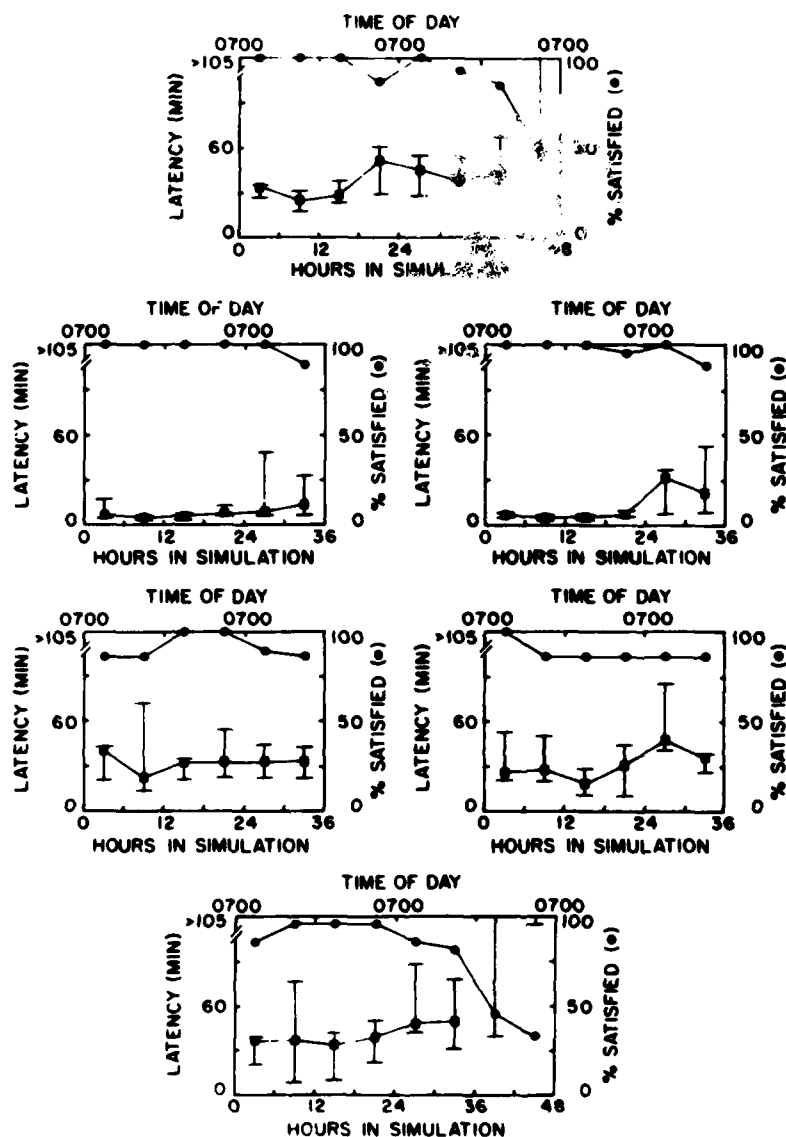 TIME OF DAY
0700 0700 0700
>105 100
LATENCY (MIN)
60
0 0
% SATISFIED (●)
0 12 24
HOURS IN
TIME OF DAY
0700 0700
>105 100
LATENCY (MIN)
60 50
0 0
% SATISFIED (●)
0 12 24 36
HOURS IN SIMULATION
TIME OF DAY
0700 0700
>105 100
LATENCY (MIN)
60 50
0 0
% SATISFIED (●)
0 12 24 36
HOURS IN SIMULATION
TIME OF DAY
0700 0700
>105 100
LATENCY (MIN)
60 50
0 0
% SATISFIED (●)
0 12 24 36
HOURS IN SIMULATION
TIME OF DAY
0700 0700
>105 100
LATENCY (MIN)
60 50
0 0
% SATISFIED (●)
0 12 24 36
HOURS IN SIMULATION
TIME OF DAY
0700 0700 0700
>105 100
LATENCY (MIN)
60 50
0 0
% SATISFIED (●)
0 12 24 36 48
HOURS IN SIMULATION